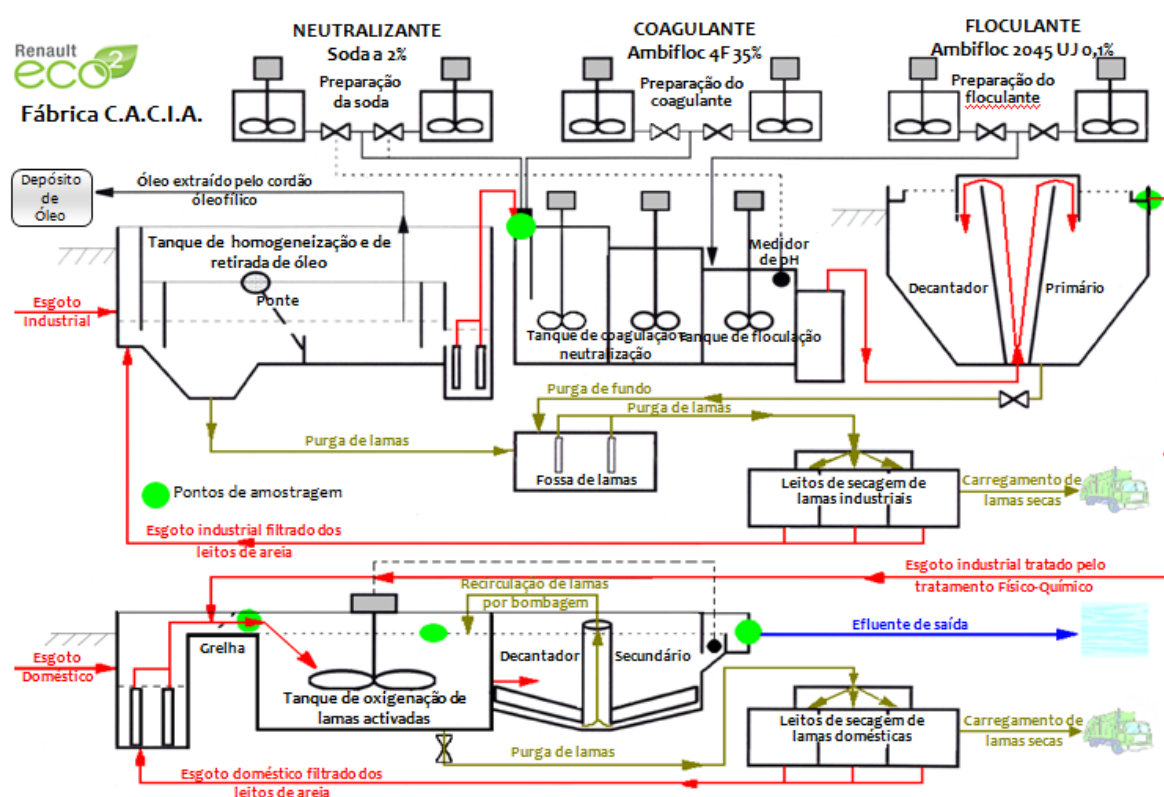 Renault
eco²
Fábrica C.A.C.I.A.
NEUTRALIZANTE
Soda a 2%
Preparação
da soda
COAGULANTE
Ambifloc 4F 35%
Preparação do
coagulante
FLOCULANTE
Ambifloc 2045 UJ 0,1%
Preparação do
floculante
Depósito
de
Óleo
Óleo extraído pelo cordão
óleofílico
Tanque de homogeneização e de
retirada de óleo
Ponte
Esgoto
Industrial
Medidor
de pH
Tanque de coagulação e
neutralização
Tanque de floculação
Decantador
Primário
Purga de fundo
Purga de lamas
Purga de lamas
Fossa de lamas
Leitos de secagem de
lamas industriais
Carregamento de
lamas secas
Pontos de amostragem
Esgoto industrial filtrado dos
leitos de areia
Esgoto industrial tratado pelo
tratamento Físico-Químico
Recirculação de lamas
por bombagem
Efluente de saída
Grelha
Esgoto
Doméstico
Decantador
Secundário
Tanque de oxigenação de
lamas activadas
Purga de lamas
Leitos de secagem de
lamas domésticas
Carregamento de
lamas secas
Esgoto doméstico filtrado dos
leitos de areia